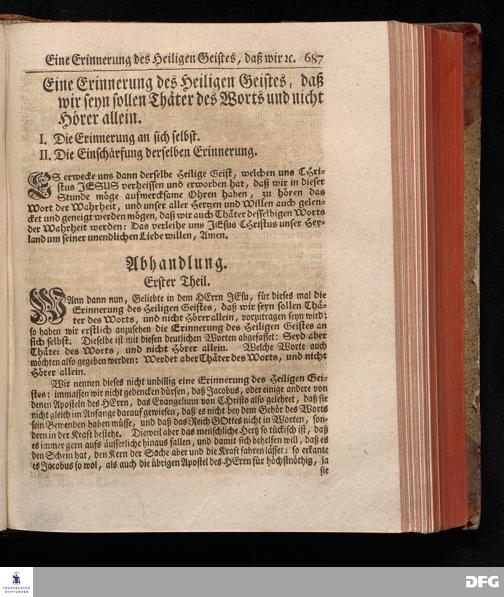 Eine Erinnerung des Heiligen Geistes, daß wir ꝛc. 687
Eine Erinnerung des Heiligen Geistes, daß
wir seyn sollen Thäter des Worts und nicht
Hörer allein.
I. Die Erinnerung an sich selbst.
II. Die Einschärfung derselben Erinnerung.
ES erwecke uns dann derselbe Heilige Geist, welchen uns CHri-
stus JESUS verheissen und erworben hat, daß wir in dieser
Stunde möge aufmercksame Ohren haben, zu hören das
Wort der Wahrheit, und unser aller Hertzen und Willen auch gelen-
cket und geneigt werden mögen, daß wir auch Thäter desselbigen Worts
der Wahrheit werden: Das verleihe uns JEsus CHristus unser Hey-
land um seiner unendlichen Liebe willen, Amen.
Abhandlung.
Erster Theil.
WAnn dann nun, Geliebte in dem HErrn JEsu, für dieses mal die
Erinnerung des Heiligen Geistes, daß wir seyn sollen Thä-
ter des Worts, und nicht Hörer allein, vorzutragen seyn wird;
so haben wir erstlich anzusehen die Erinnerung des Heiligen Geistes an
sich selbst. Dieselbe ist mit diesen deutlichen Worten abgefasset: Seyd aber
Thäter des Worts, und nicht Hörer allein. Welche Worte auch
möchten also gegeben werden: Werdet aber Thäter des Worts, und nicht
Hörer allein.
Wir nennen dieses nicht unbillig eine Erinnerung des Heiligen Gei-
stes; immassen wir nicht gedencken dürfen, daß Jacobus, oder einige andere von
denen Aposteln des HErrn, das Evangelium von CHristo also gelehret, daß sie
nicht gleich im Anfange darauf gewiesen, daß es nicht bey dem Gehör des Worts
sein Bewenden haben müsse, und daß das Reich GOttes nicht in Worten, son-
dern in der Kraft bestehe. Dieweil aber das menschliche Hertz so tückisch ist, daß
es immer gern aufs äusserliche hinaus fallen, und damit sich behelfen will, daß es
den Schein hat, den Kern der Sache aber und die Kraft fahren lässet: so erkante
es Jacobus so wol, als auch die übrigen Apostel des HErrn für höchstnöthig, ja
sie
FRANCKESCHE
STIFTUNGEN
DFG